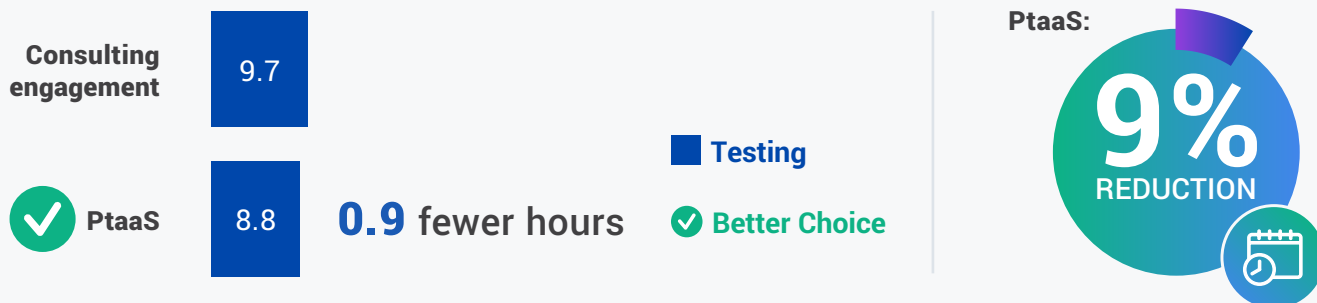 Consulting
engagement
9.7
PtaaS
8.8
0.9 fewer hours
Testing
Better Choice
PtaaS:
9%
REDUCTION